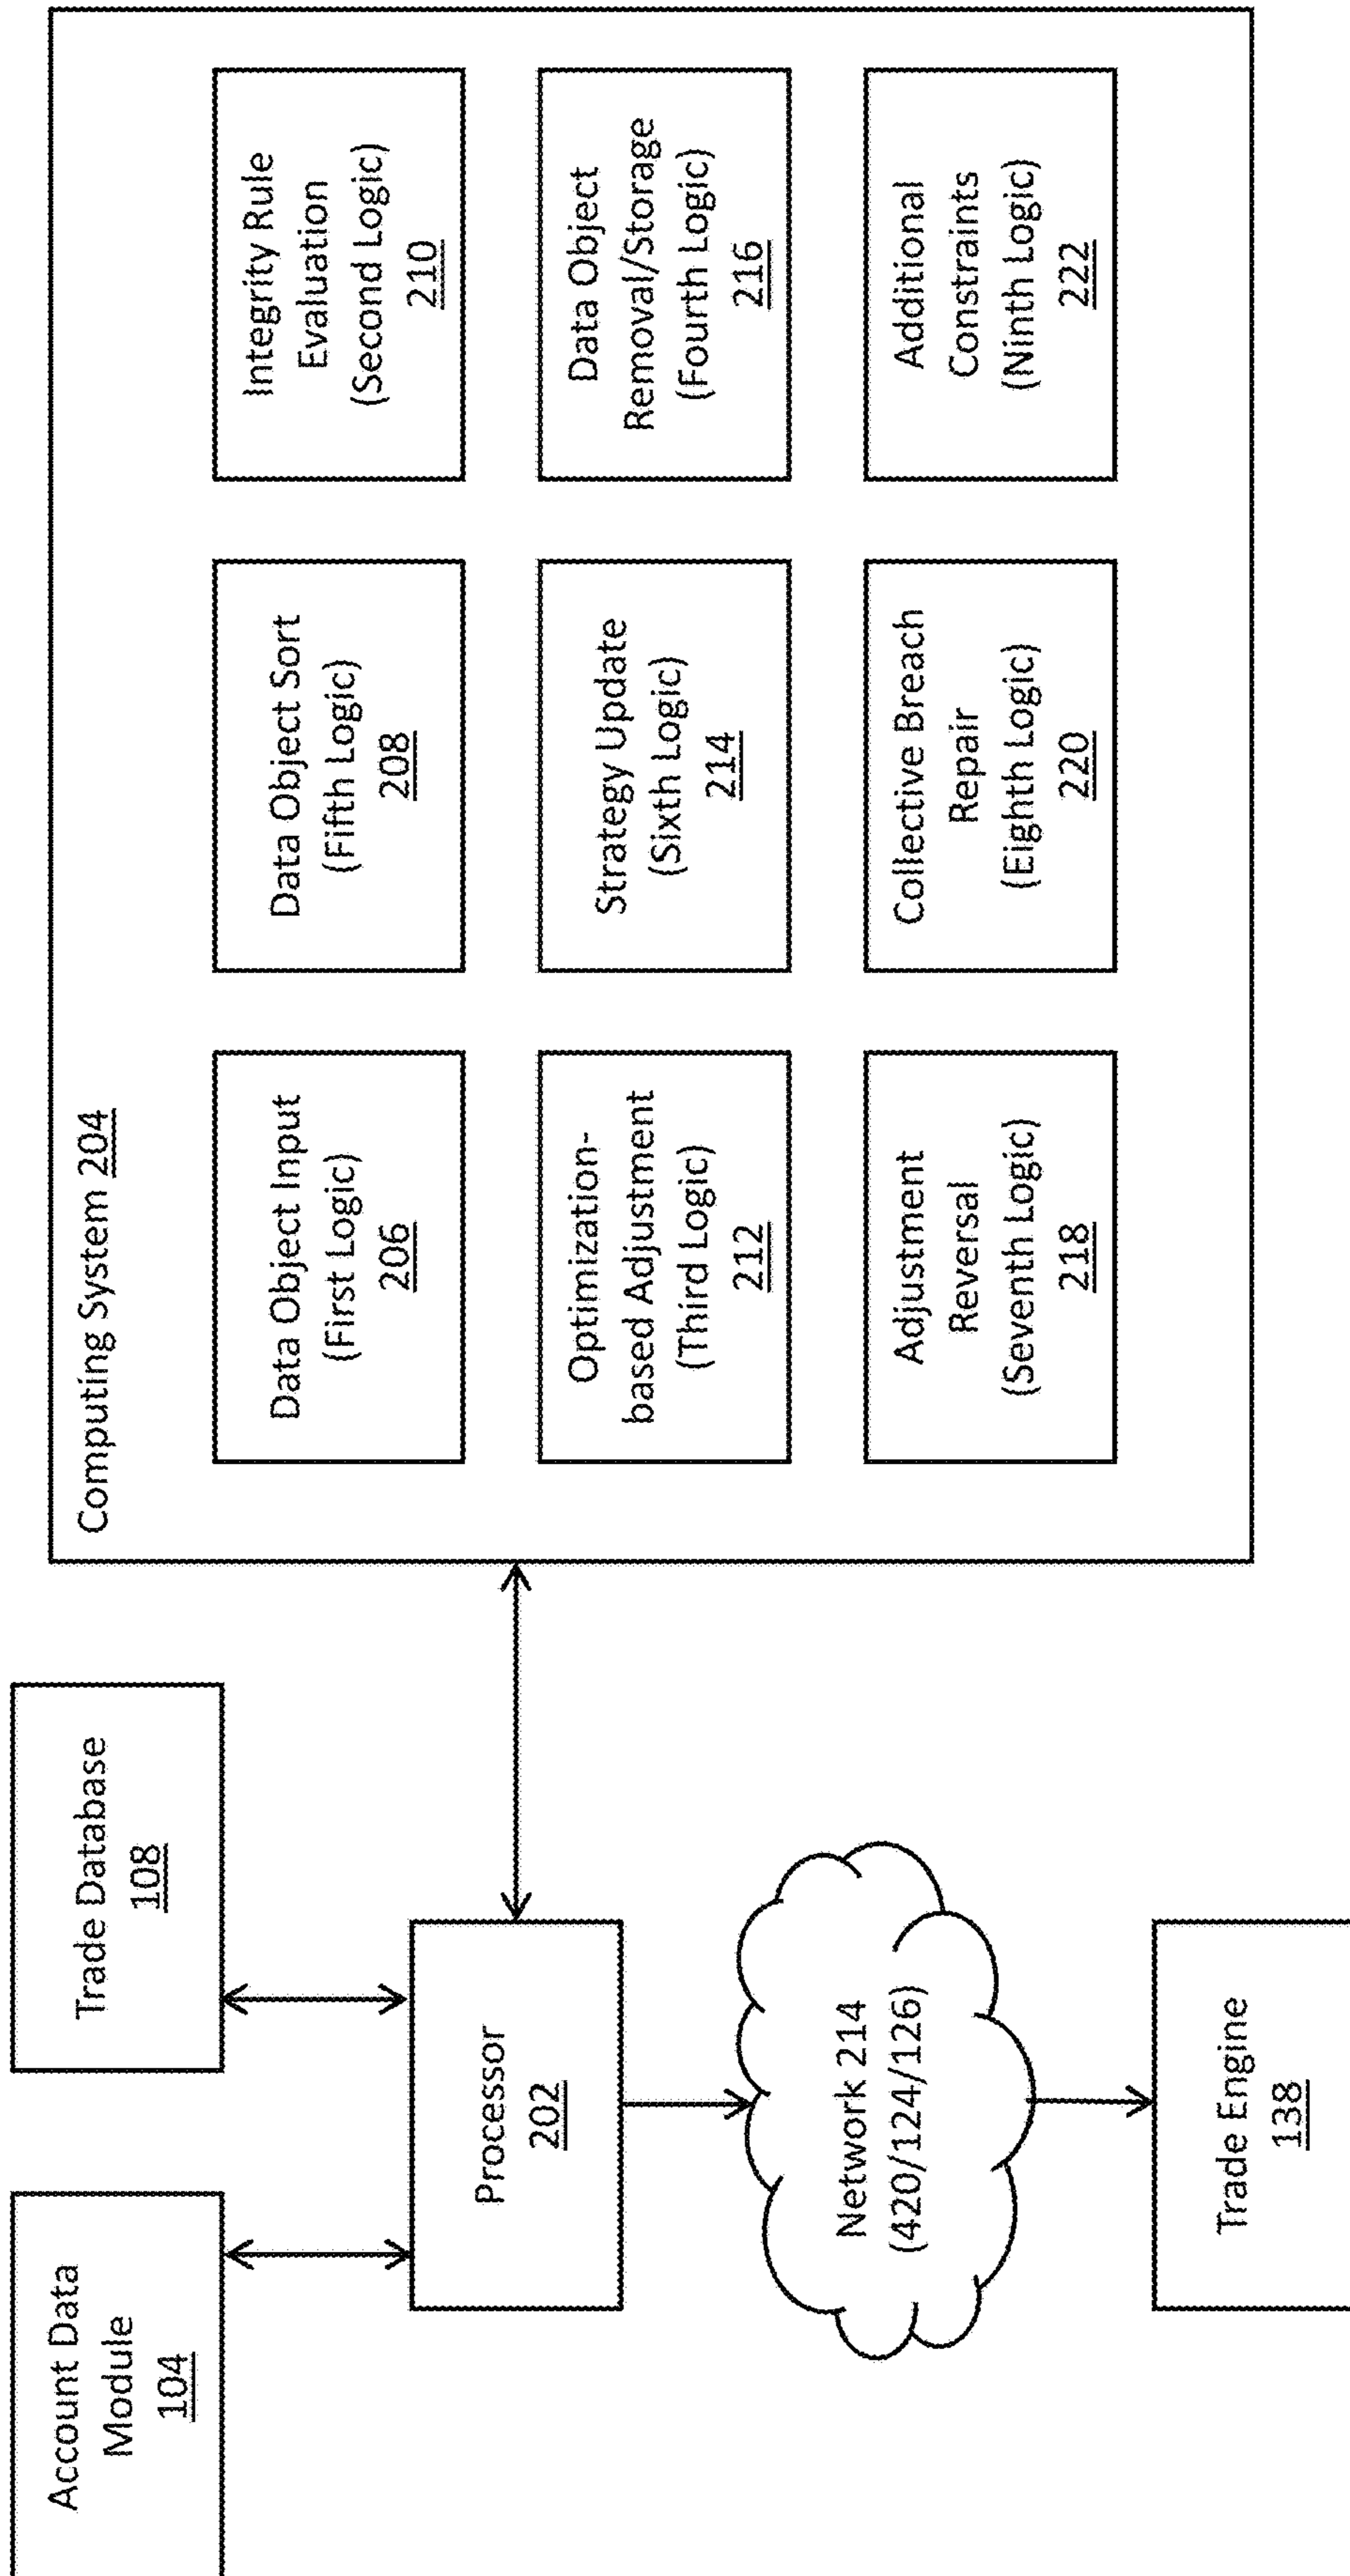 Account Data
Module
104
Trade Database
108
Processor
202
Network 214
(420/124/126)
Trade Engine
138
Computing System 204
Data Object Input
(First Logic)
206
Data Object Sort
(Fifth Logic)
208
Integrity Rule
Evaluation
(Second Logic)
210
Optimization-
based Adjustment
(Third Logic)
212
Strategy Update
(Sixth Logic)
214
Data Object
Removal/Storage
(Fourth Logic)
216
Adjustment
Reversal
(Seventh Logic)
218
Collective Breach
Repair
(Eighth Logic)
220
Additional
Constraints
(Ninth Logic)
222